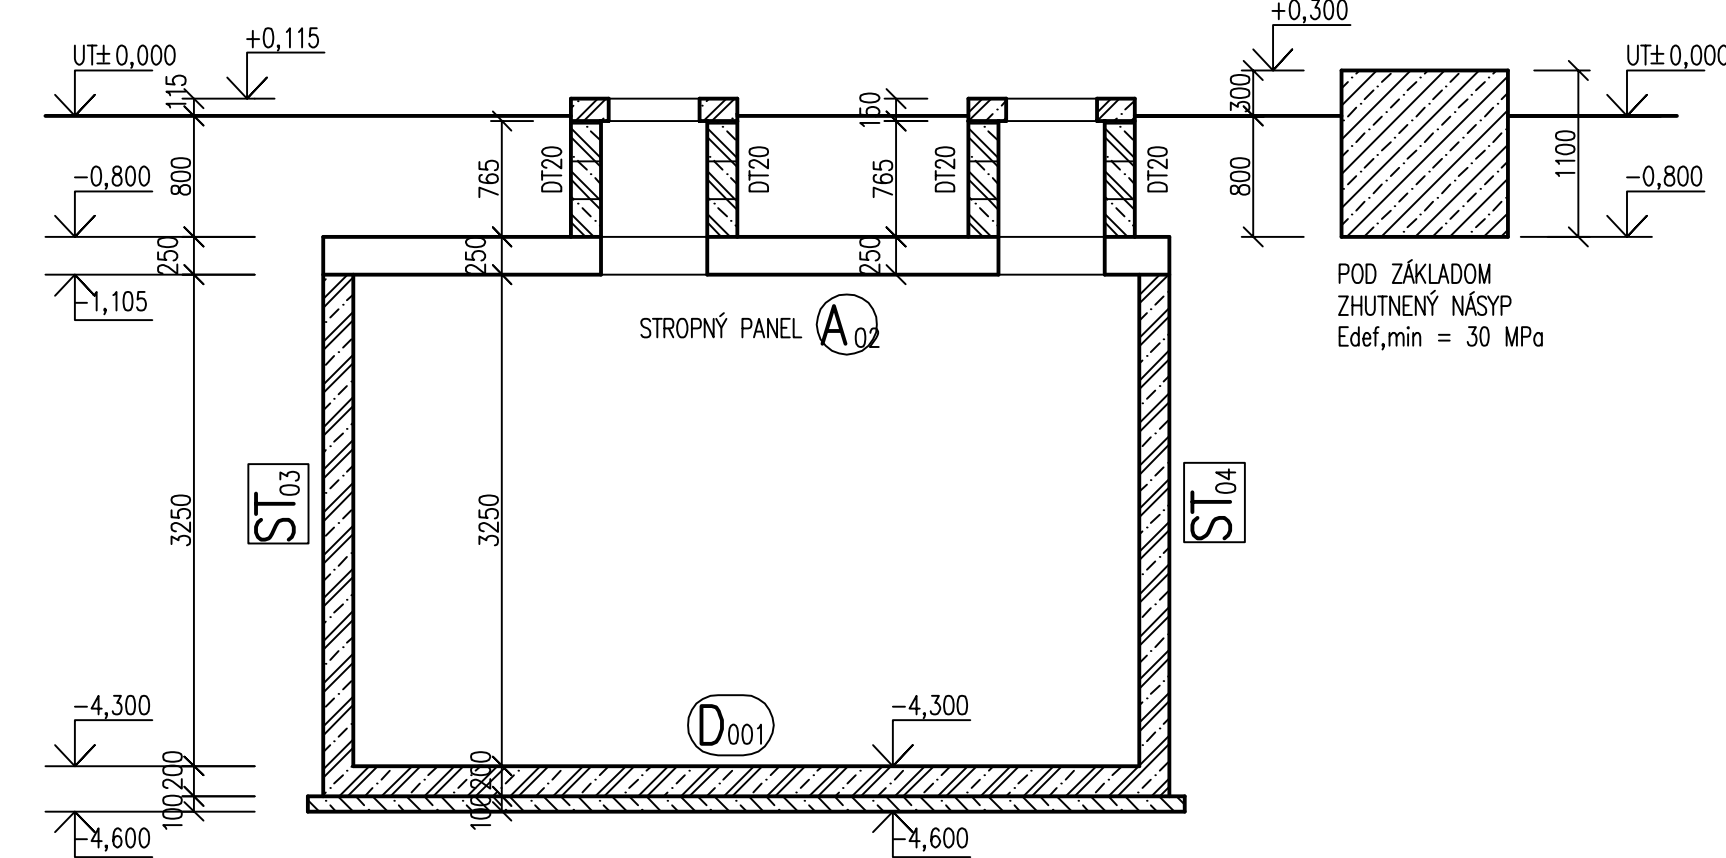 +0,300
UT±0,000
+0,115
UT±0,000
115
150
300
-0,800
800
765
DT20
DT20
765
DT20
DT20
800
1100
-0,800
250
250
250
-1,105
POD ZÁKLADOM
ZHUTNENÝ NÁSYP
Edef,min = 30 MPa
STROPNÝ PANEL A02
3250
ST03
3250
ST04
-4,300
D001
-4,300
200
200
100
100
-4,600
-4,600